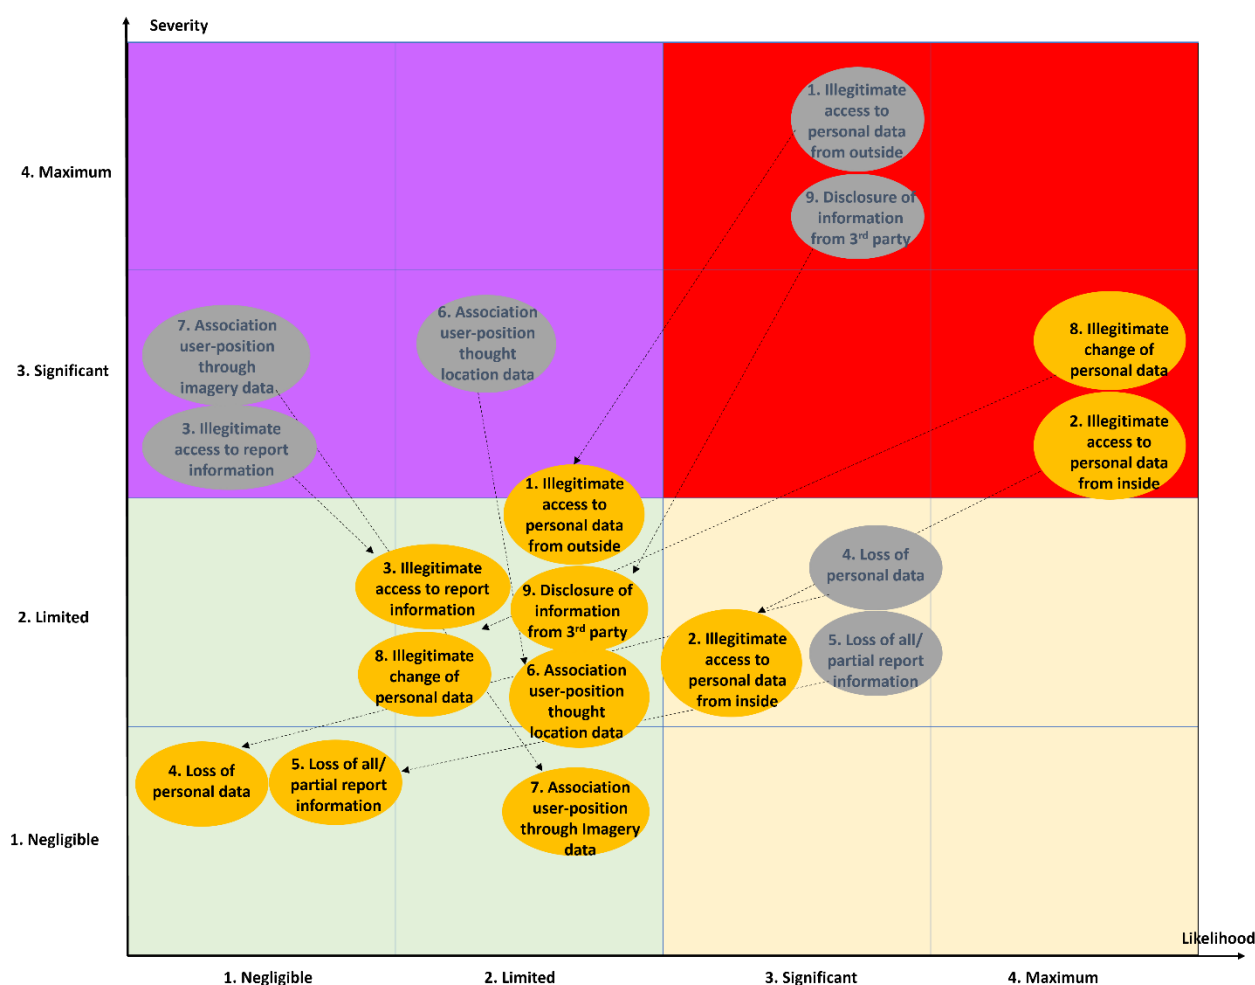 Severity
1. Illegitimate
access to
personal data
from outside
4. Maximum
9. Disclosure of
information
from 3rd party
7. Association
user-position
through
imagery data
6. Association
user-position
thought
location data
8. Illegitimate
change of
personal data
3. Significant
3. Illegitimate
access to report
information
2. Illegitimate
access to
personal data
from inside
1. Illegitimate
access to
personal data
from outside
4. Loss of
personal data
3. Illegitimate
access to report
information
9. Disclosure of
information
from 3rd party
2. Limited
8. Illegitimate
change of
personal data
6. Association
user-position
thought
location data
2. Illegitimate
access to
personal data
from inside
5. Loss of all/
partial report
information
4. Loss of
personal data
5. Loss of all/
partial report
information
7. Association
user-position
through Imagery
data
1. Negligible
Likelihood
1. Negligible
2. Limited
3. Significant
4. Maximum